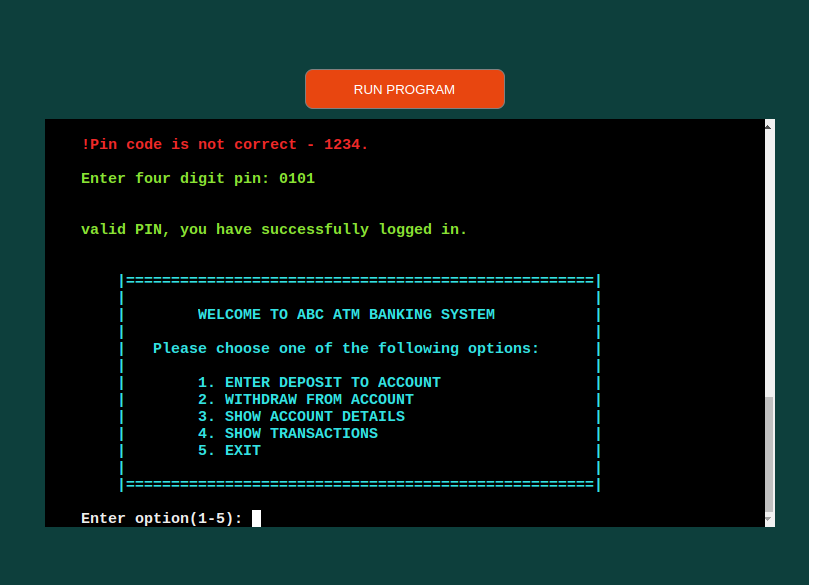 RUN PROGRAM
!Pin code is not correct - 1234.
Enter four digit pin: 0101
valid PIN, you have successfully logged in.
|====================================================|
WELCOME TO ABC ATM BANKING SYSTEM
Please choose one of the following options:
1. ENTER DEPOSIT TO ACCOUNT
2. WITHDRAW FROM ACCOUNT
3. SHOW ACCOUNT DETAILS
4. SHOW TRANSACTIONS
5. EXIT
|====================================================|
Enter option(1-5):